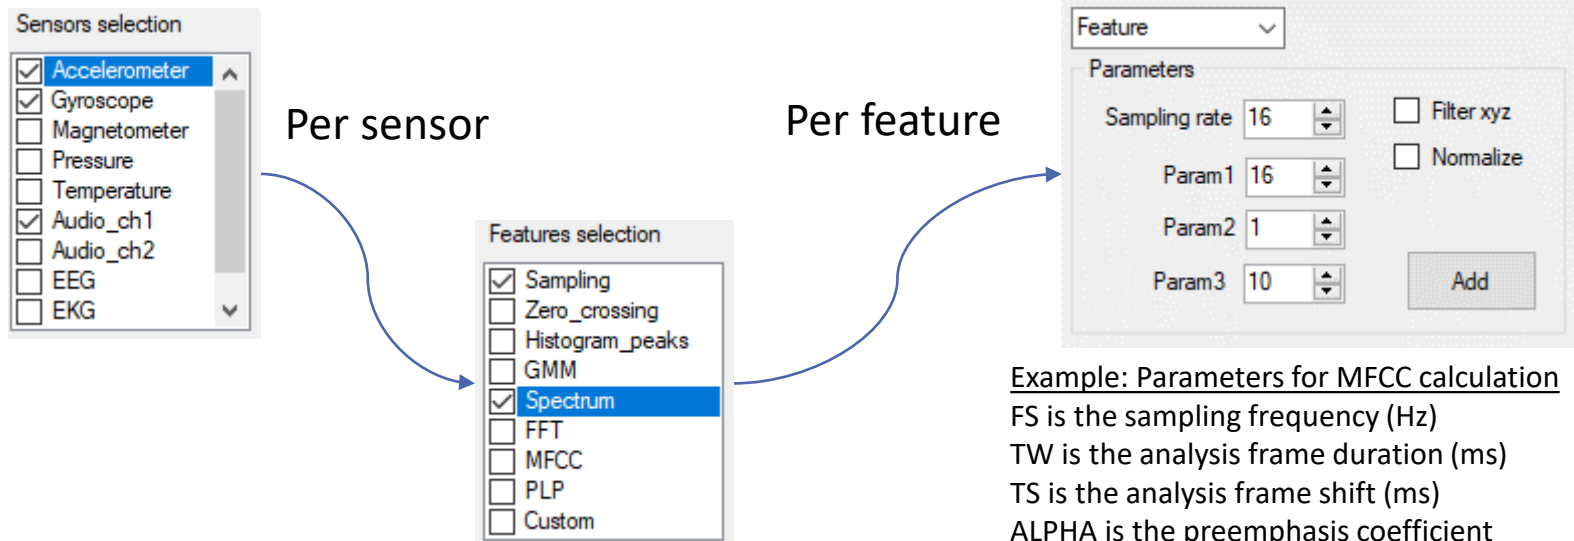 Sensors selection
Accelerometer
Gyroscope
Magnetometer
Pressure
Temperature
Audio_ch1
Audio_ch2
EEG
EKG
Per sensor
Features selection
Sampling
Zero_crossing
Histogram_peaks
GMM
Spectrum
FFT
MFCC
PLP
Custom
Per feature
Feature
Parameters
Sampling rate 16
Filter xyz
Param1 16
Normalize
Param2 1
Param3 10
Add
Example: Parameters for MFCC calculation
FS is the sampling frequency (Hz)
TW is the analysis frame duration (ms)
TS is the analysis frame shift (ms)
ALPHA is the preemphasis coefficient